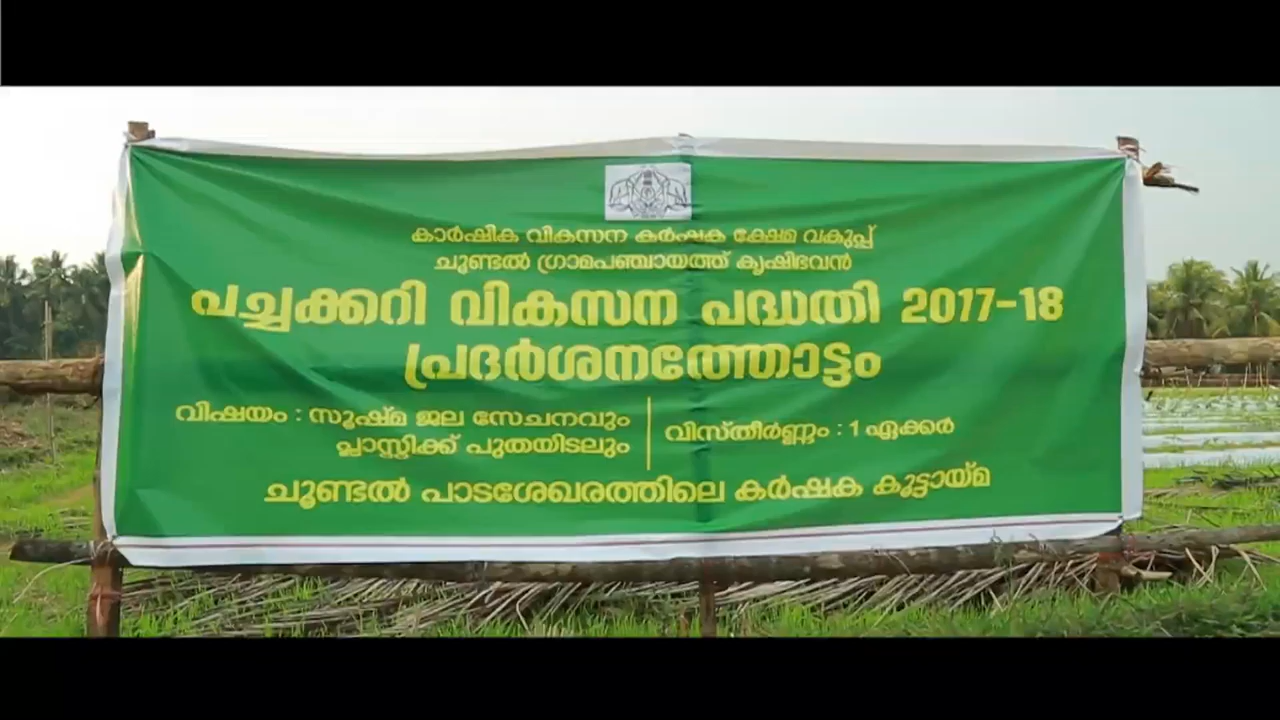 കാർഷിക വികസന കർഷക ക്ഷേമ വകുപ്പ്
ചൂണ്ടൽ ഗ്രാമപഞ്ചായത്ത് കൃഷിഭവൻ
പച്ചക്കറി വികസന പദ്ധതി 2017-18
പ്രദർശനത്തോട്ടം
വിഷയം : സൂഷ്മ ജല സേചനവും
പ്ലാസ്റ്റിക്ക് പുതയിടലും
വിസ്തീർണ്ണം : 1 ഏക്കർ
ചൂണ്ടൽ പാടശേഖരത്തിലെ കർഷക കൂട്ടായ്മ